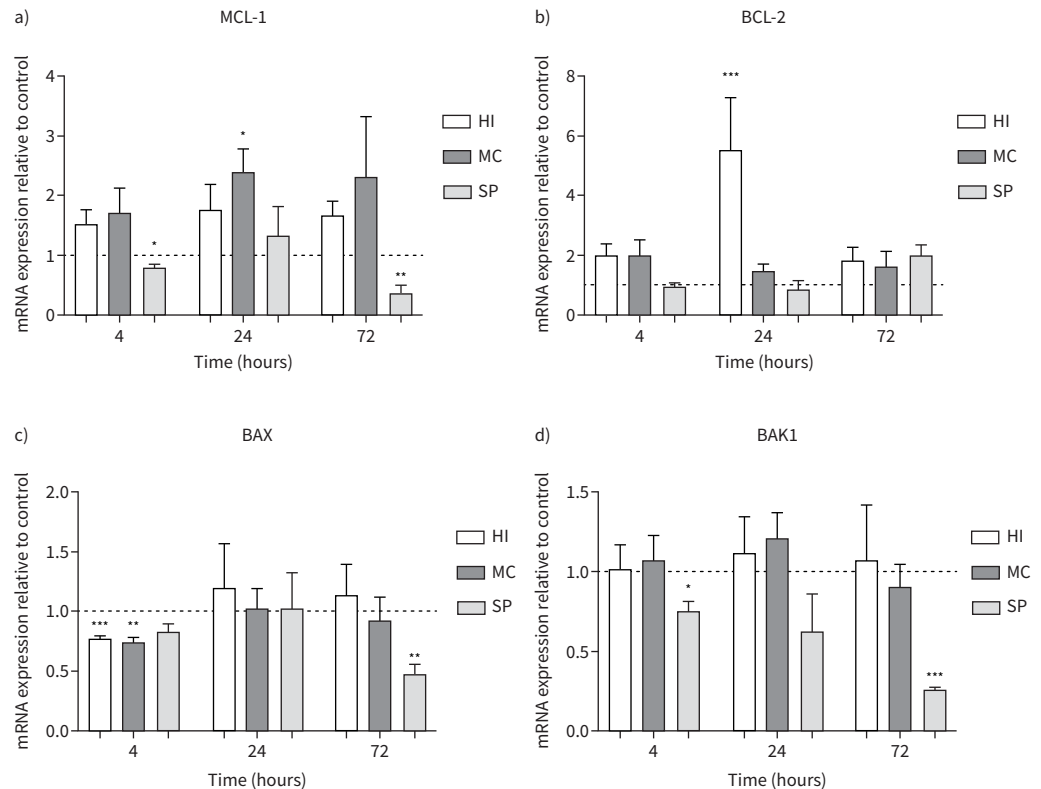 a) MCL-1
mRNA expression relative to control
4
3
2
1
0
*
*
**
4 24 72
Time (hours)
HI
MC
SP
b) BCL-2
mRNA expression relative to control
8
6
4
2
0
***
4 24 72
Time (hours)
HI
MC
SP
c) BAX
mRNA expression relative to control
2.0
1.5
1.0
0.5
0.0
*** **
**
4 24 72
Time (hours)
HI
MC
SP
d) BAK1
mRNA expression relative to control
1.5
1.0
0.5
0.0
*
***
4 24 72
Time (hours)
HI
MC
SP